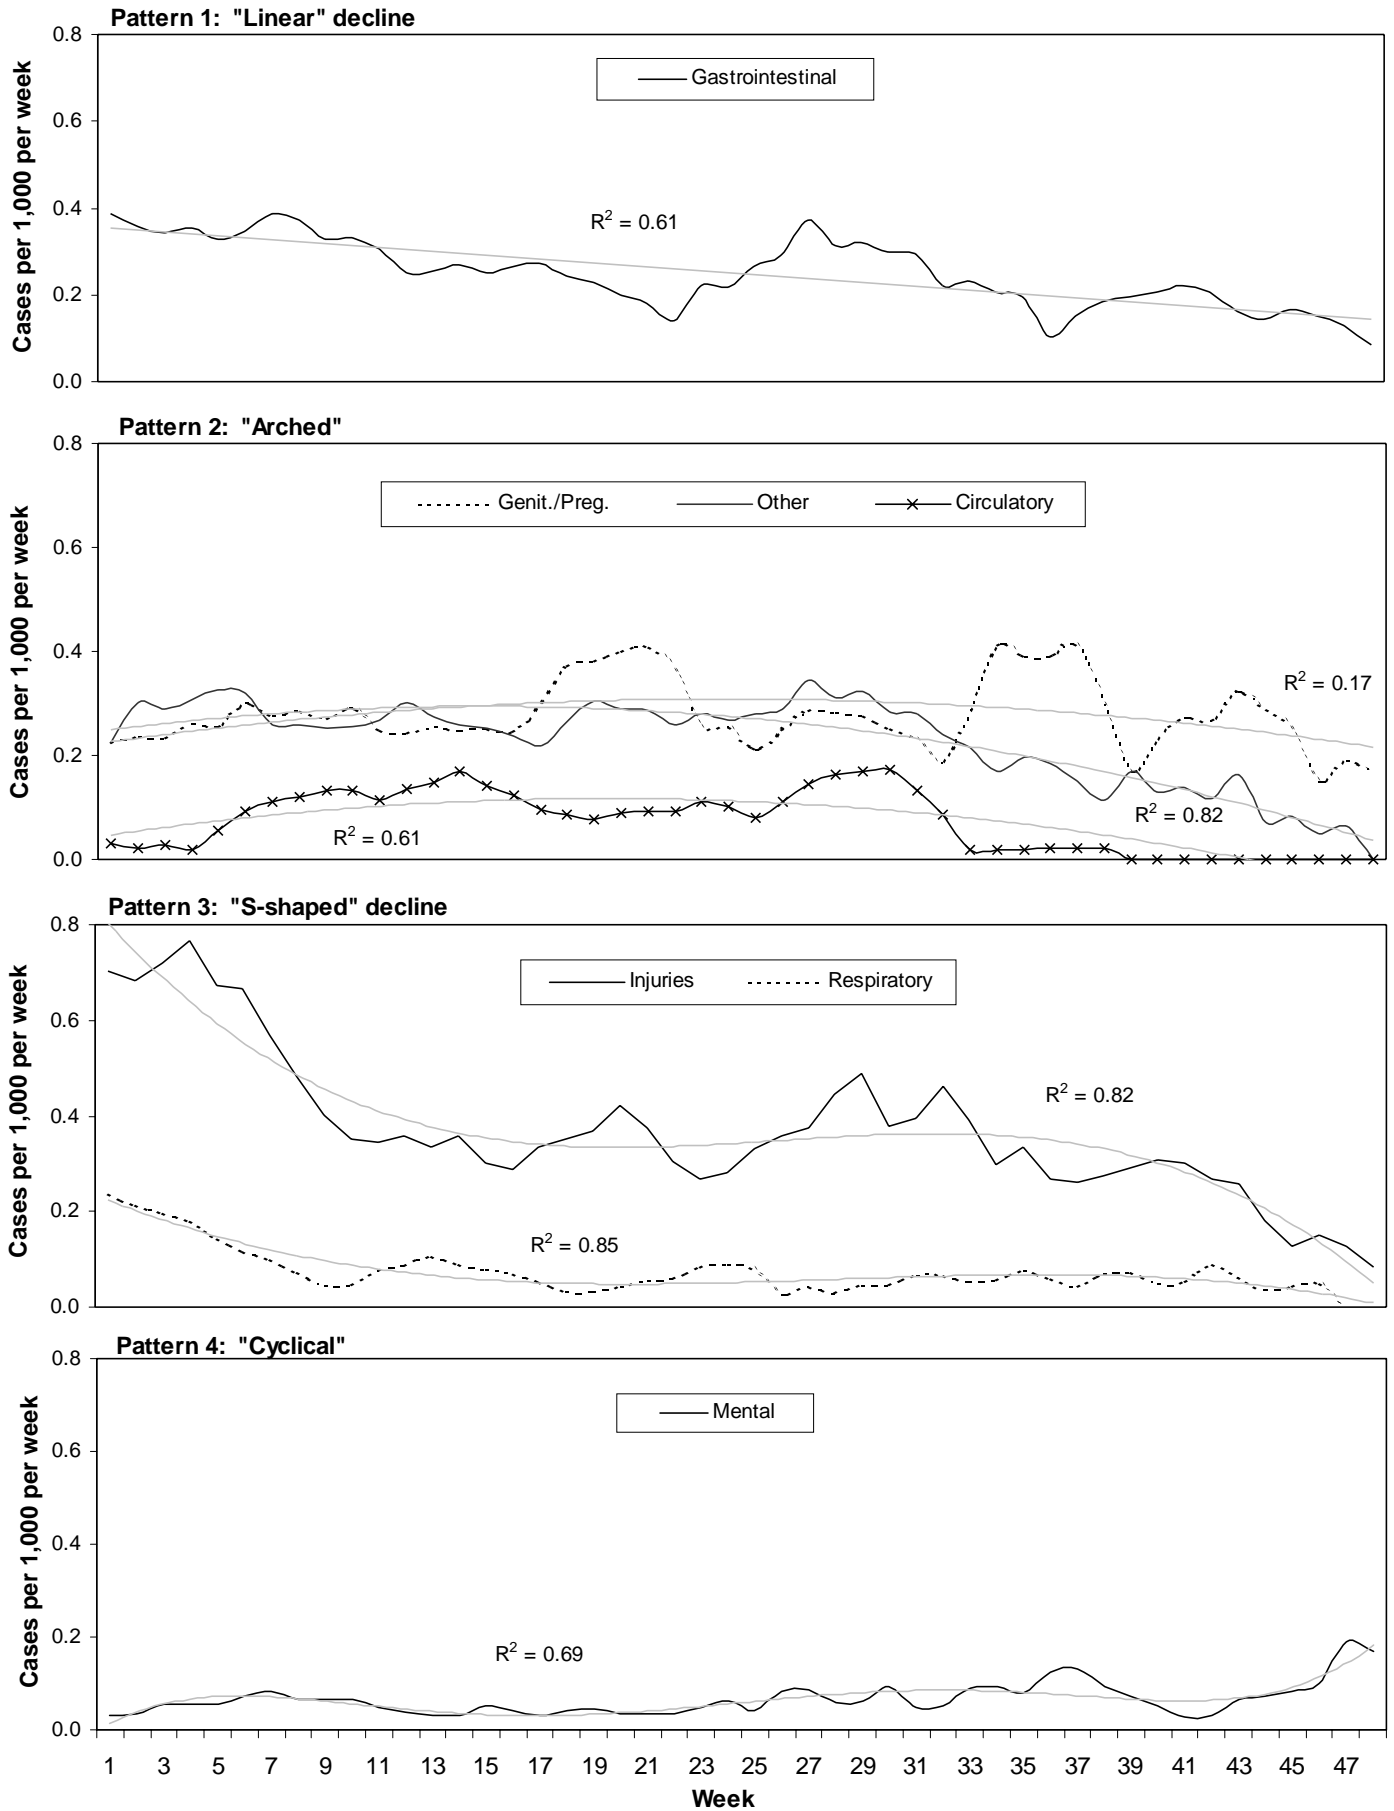 Pattern 1:  "Linear" decline
Cases per 1,000 per week
0.8
0.6
0.4
0.2
0.0
Gastrointestinal
R² = 0.61
Pattern 2:  "Arched"
Cases per 1,000 per week
0.8
0.6
0.4
0.2
0.0
Genit./Preg. Other Circulatory
R² = 0.17
R² = 0.82
R² = 0.61
Pattern 3:  "S-shaped" decline
Cases per 1,000 per week
0.8
0.6
0.4
0.2
0.0
Injuries Respiratory
R² = 0.82
R² = 0.85
Pattern 4:  "Cyclical"
Cases per 1,000 per week
0.8
0.6
0.4
0.2
0.0
Mental
R² = 0.69
1 3 5 7 9 11 13 15 17 19 21 23 25 27 29 31 33 35 37 39 41 43 45 47
Week